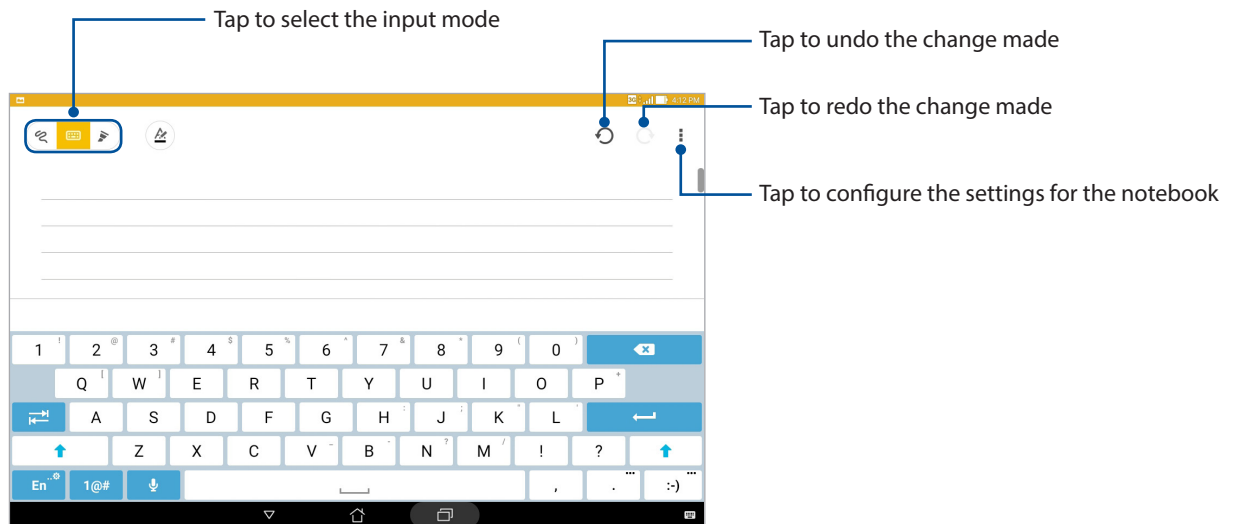 Tap to select the input mode
Tap to undo the change made
Tap to redo the change made
Tap to configure the settings for the notebook
3G 4:12 PM
1 ! 2 @ 3 # 4 $ 5 % 6 ^ 7 & 8 * 9 ( 0 )
Q [ W ] E R T Y U I O P +
A S D F G H : J ; K " L '
Z X C V - B N ? M / ! ?
En 1@# , . :-)